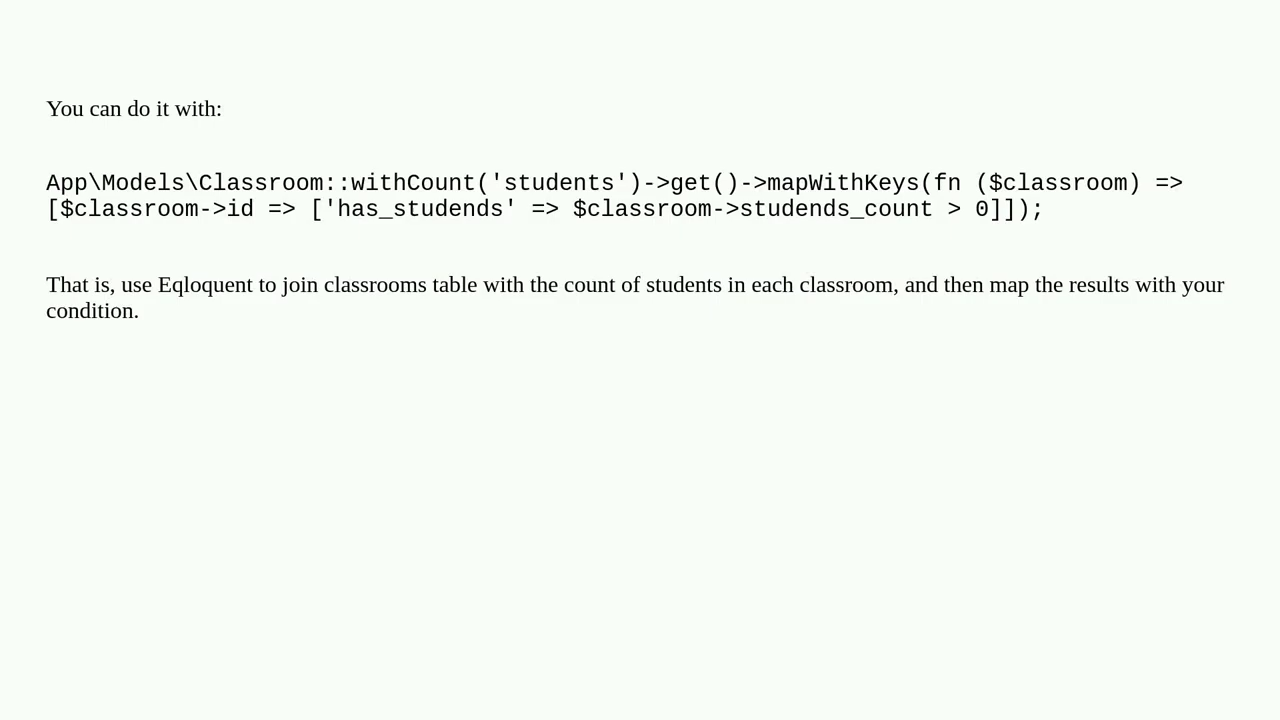 You can do it with:
App\Models\Classroom::withCount('students')->get()->mapWithKeys(fn ($classroom) =>
[$classroom->id => ['has_studends' => $classroom->studends_count > 0]]);
That is, use Eqloquent to join classrooms table with the count of students in each classroom, and then map the results with your
condition.